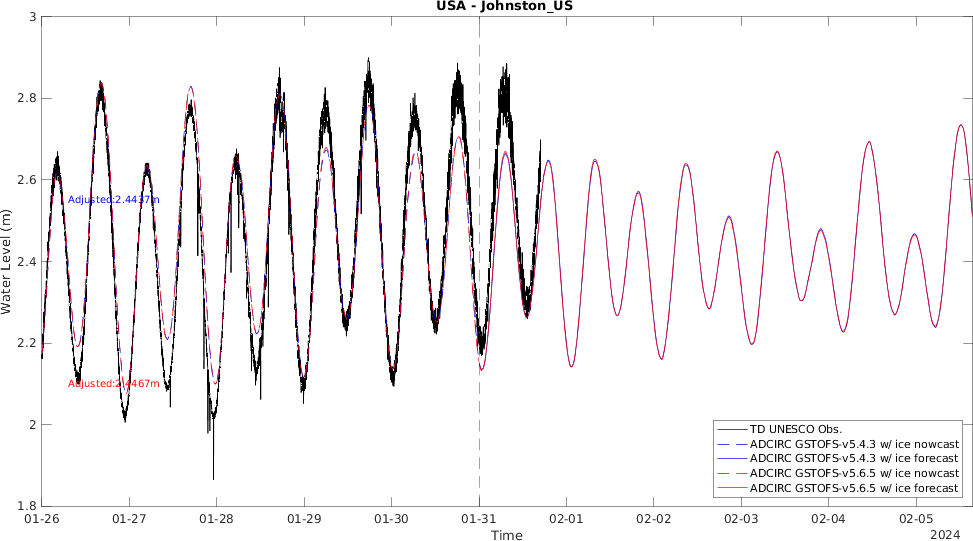 USA - Johnston_US
3
2.8
2.6
2.4
2.2
2
1.8
Water Level (m)
Adjusted:2.4437m
Adjusted:2.4467m
TD UNESCO Obs.
ADCIRC GSTOFS-v5.4.3 w/ ice nowcast
ADCIRC GSTOFS-v5.4.3 w/ ice forecast
ADCIRC GSTOFS-v5.6.5 w/ ice nowcast
ADCIRC GSTOFS-v5.6.5 w/ ice forecast
01-26 01-27 01-28 01-29 01-30 01-31 02-01 02-02 02-03 02-04 02-05
Time
2024